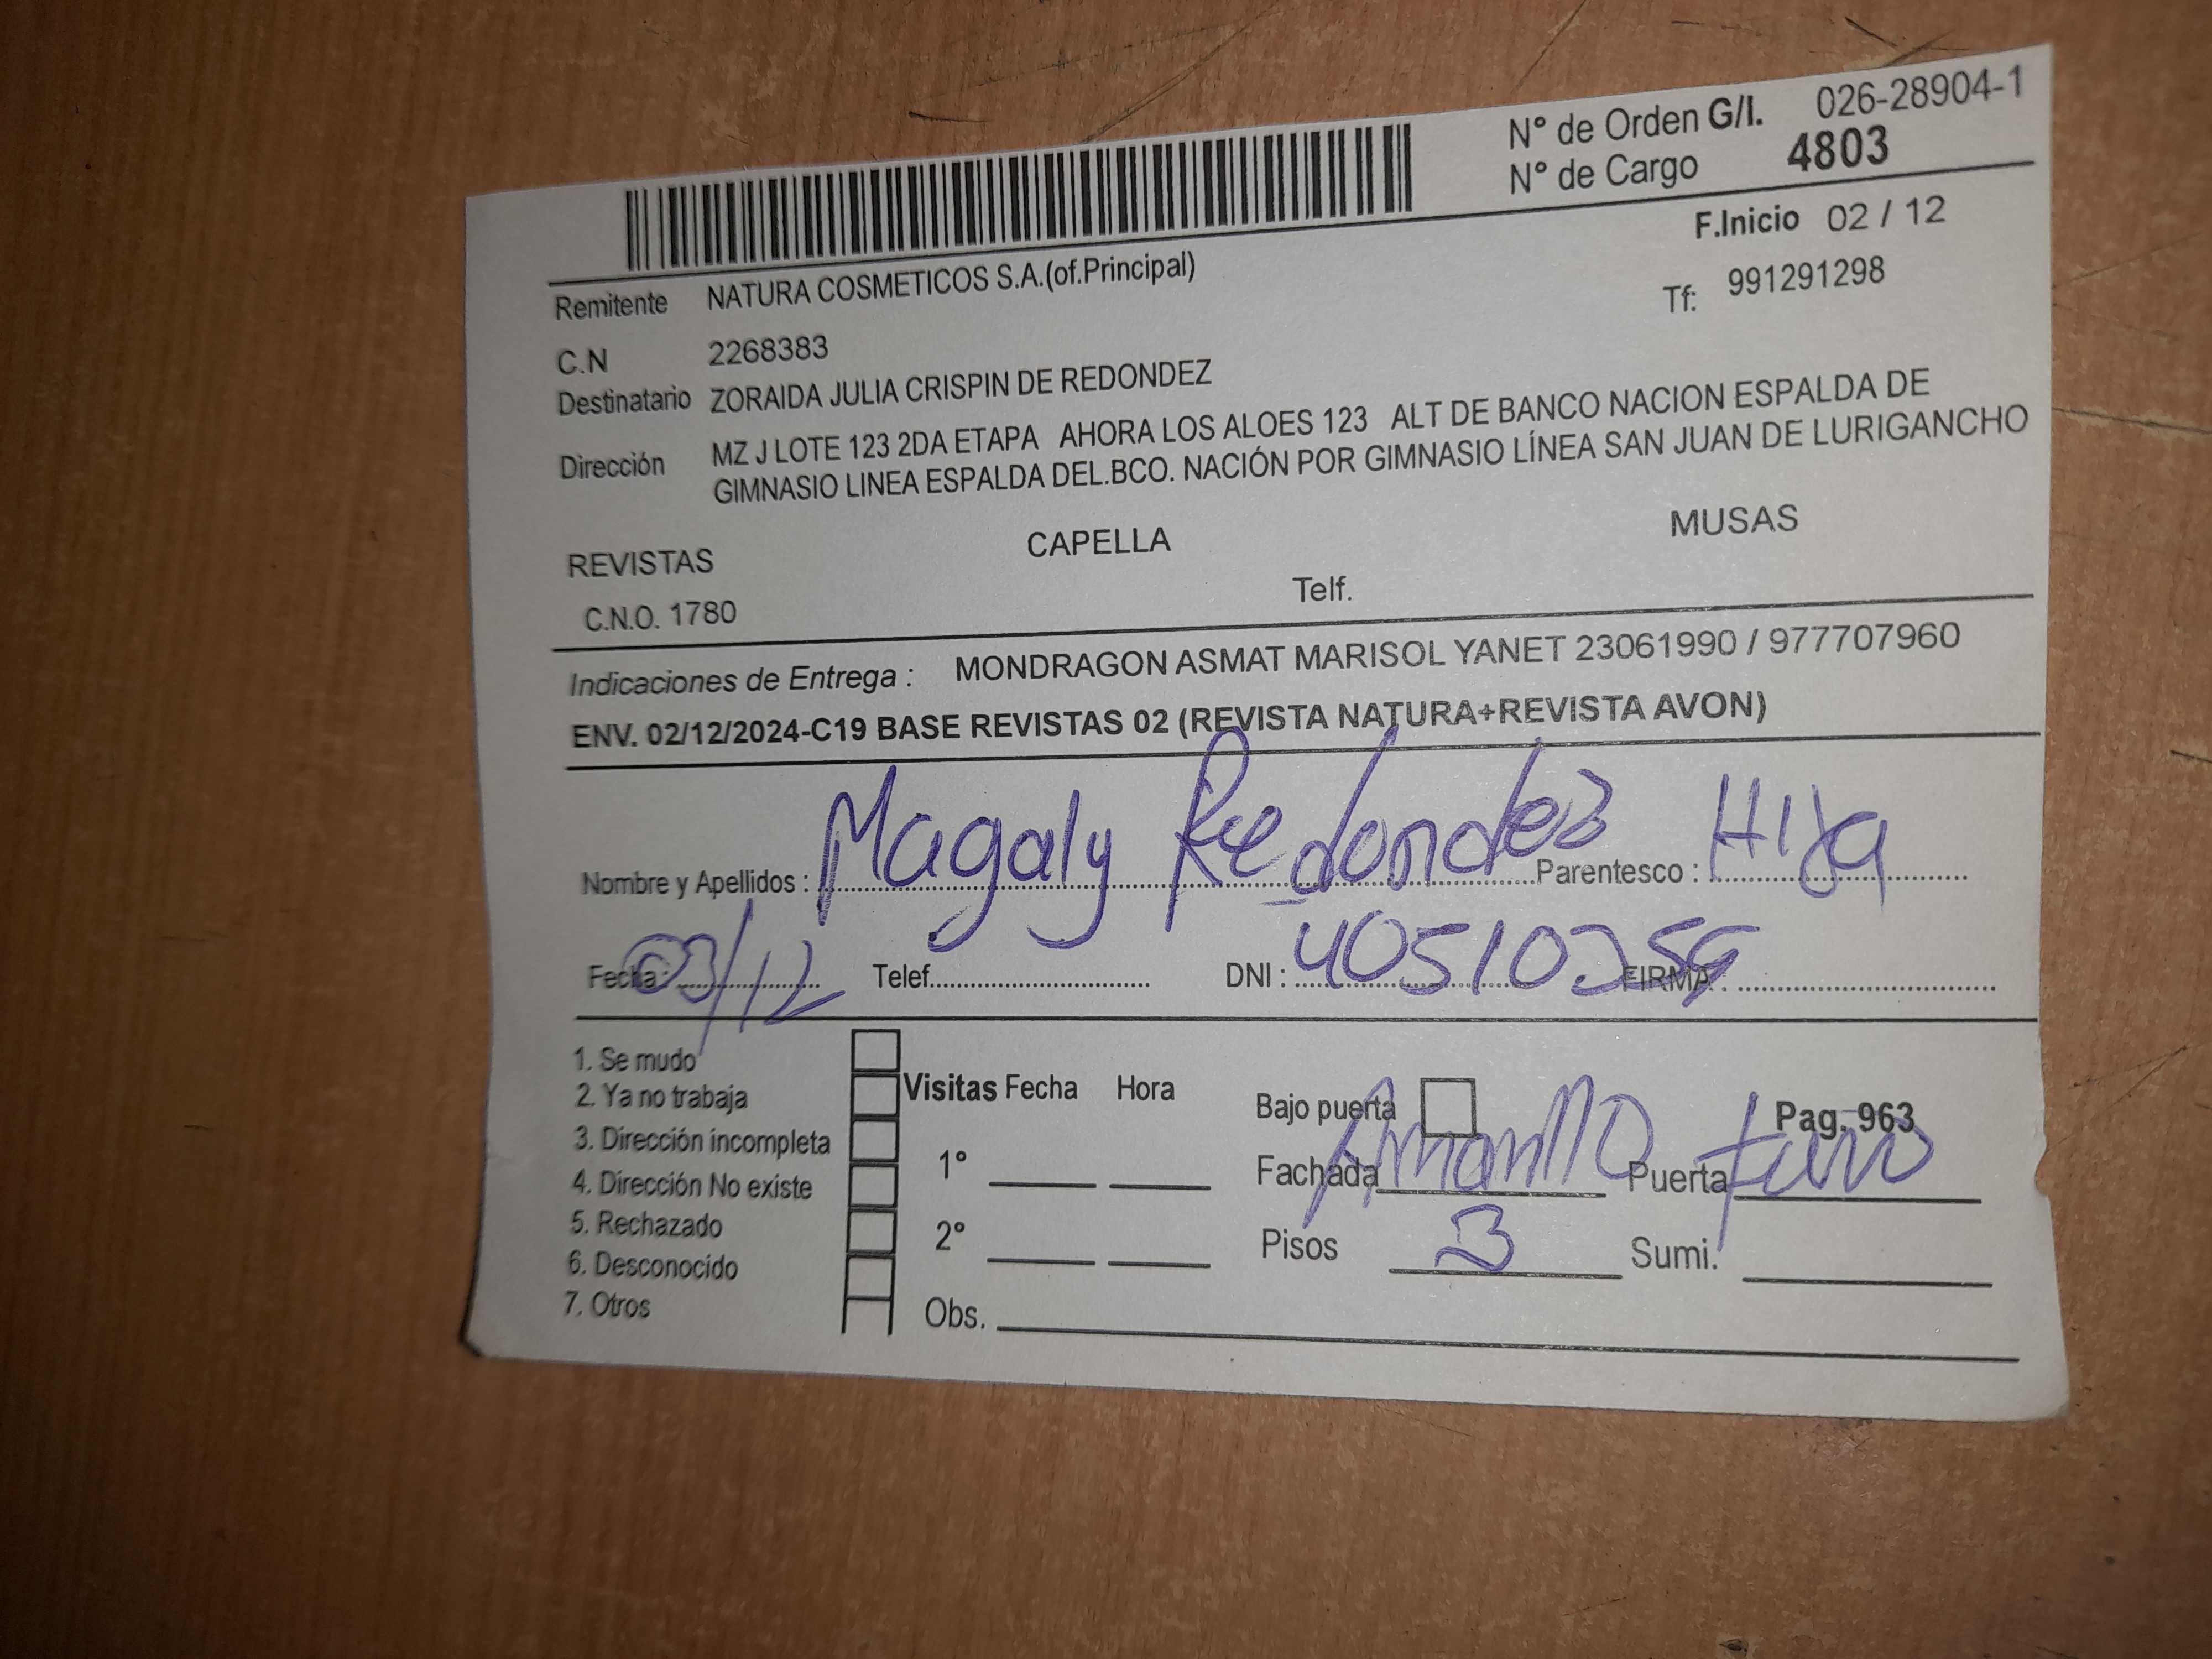 N° de Orden G/I. 026-28904-1
N° de Cargo 4803
F.Inicio 02 / 12
Remitente NATURA COSMETICOS S.A.(of.Principal)
Tf: 991291298
C.N 2268383
Destinatario ZORAIDA JULIA CRISPIN DE REDONDEZ
Dirección MZ J LOTE 123 2DA ETAPA AHORA LOS ALOES 123 ALT DE BANCO NACION ESPALDA DE
GIMNASIO LINEA ESPALDA DEL.BCO. NACIÓN POR GIMNASIO LÍNEA SAN JUAN DE LURIGANCHO
REVISTAS CAPELLA MUSAS
C.N.O. 1780 Telf.
Indicaciones de Entrega : MONDRAGON ASMAT MARISOL YANET 23061990 / 977707960
ENV. 02/12/2024-C19 BASE REVISTAS 02 (REVISTA NATURA+REVISTA AVON)
Nombre y Apellidos : Magaly Redondez Parentesco : Hija
Fecha : 03/12 Telef. DNI : FIRMA :
1. Se mudo
2. Ya no trabaja
3. Dirección incompleta
4. Dirección No existe
5. Rechazado
6. Desconocido
7. Otros
Visitas Fecha Hora
1°
2°
Obs.
Bajo puerta Pag. 963
Fachada Amarillo Puerta
Pisos 3 Sumi.